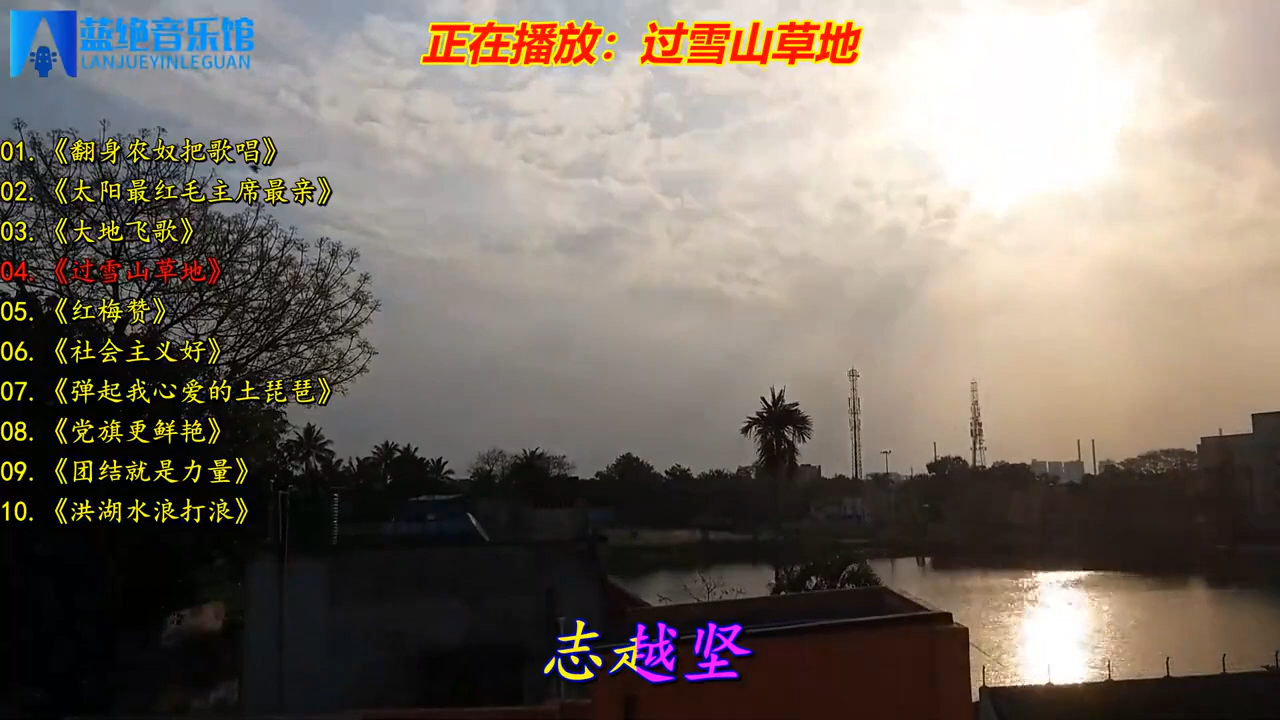 蓝绝音乐馆
LANJUEYINLEGUAN
正在播放：过雪山草地
01.《翻身农奴把歌唱》
02.《太阳最红毛主席最亲》
03.《大地飞歌》
04.《过雪山草地》
05.《红梅赞》
06.《社会主义好》
07.《弹起我心爱的土琵琶》
08.《党旗更鲜艳》
09.《团结就是力量》
10.《洪湖水浪打浪》
志越坚